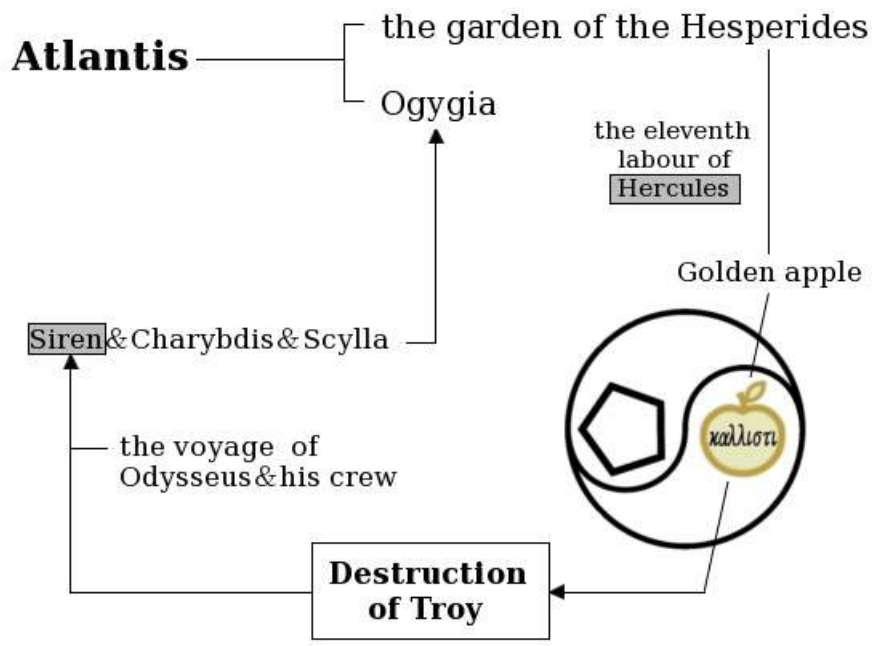 the garden of the Hesperides
Atlantis
Ogygia
the eleventh
labour of
Hercules
Golden apple
Siren&Charybdis&Scylla
καλλιστι
the voyage of
Odysseus&his crew
Destruction
of Troy